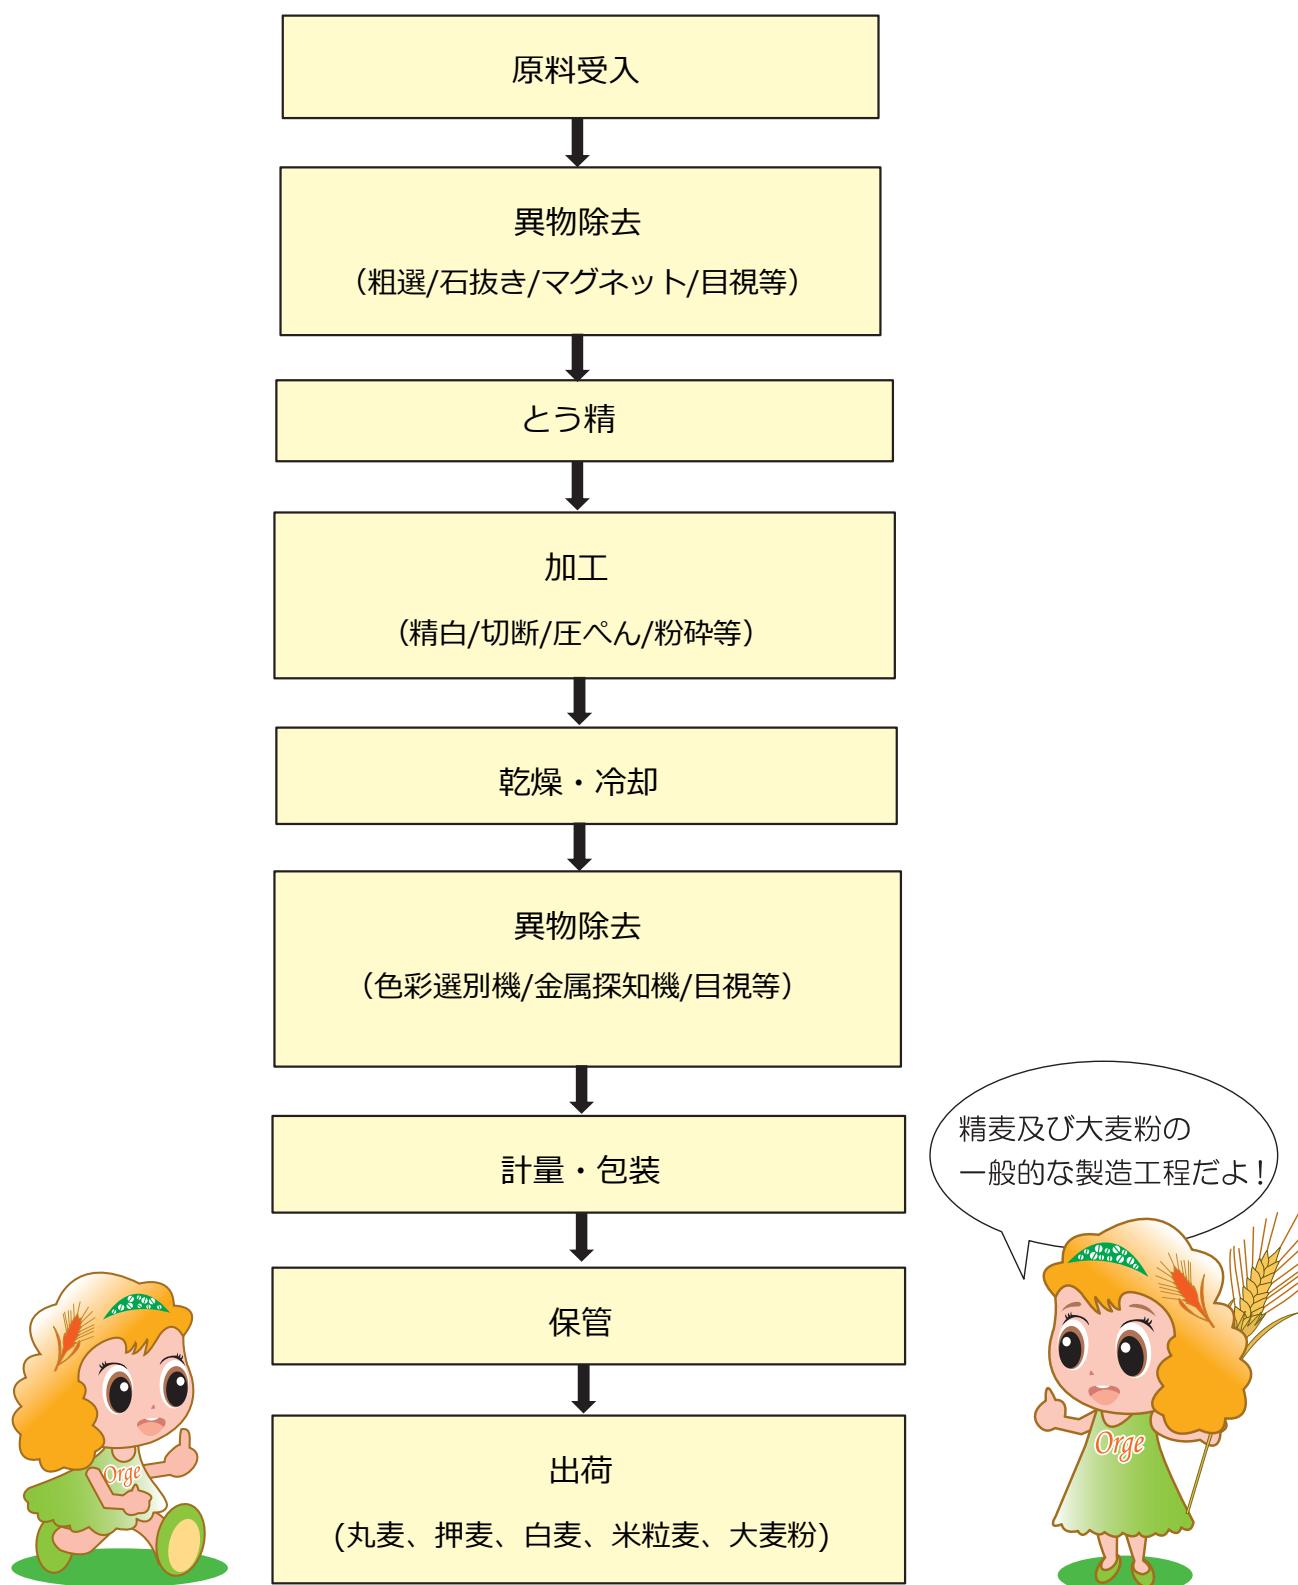 原料受入
異物除去
（粗選/石抜き/マグネット/目視等）
とう精
加工
（精白/切断/圧ぺん/粉砕等）
乾燥・冷却
異物除去
（色彩選別機/金属探知機/目視等）
計量・包装
保管
出荷
(丸麦、押麦、白麦、米粒麦、大麦粉)
精麦及び大麦粉の
一般的な製造工程だよ！
Orge
Orge